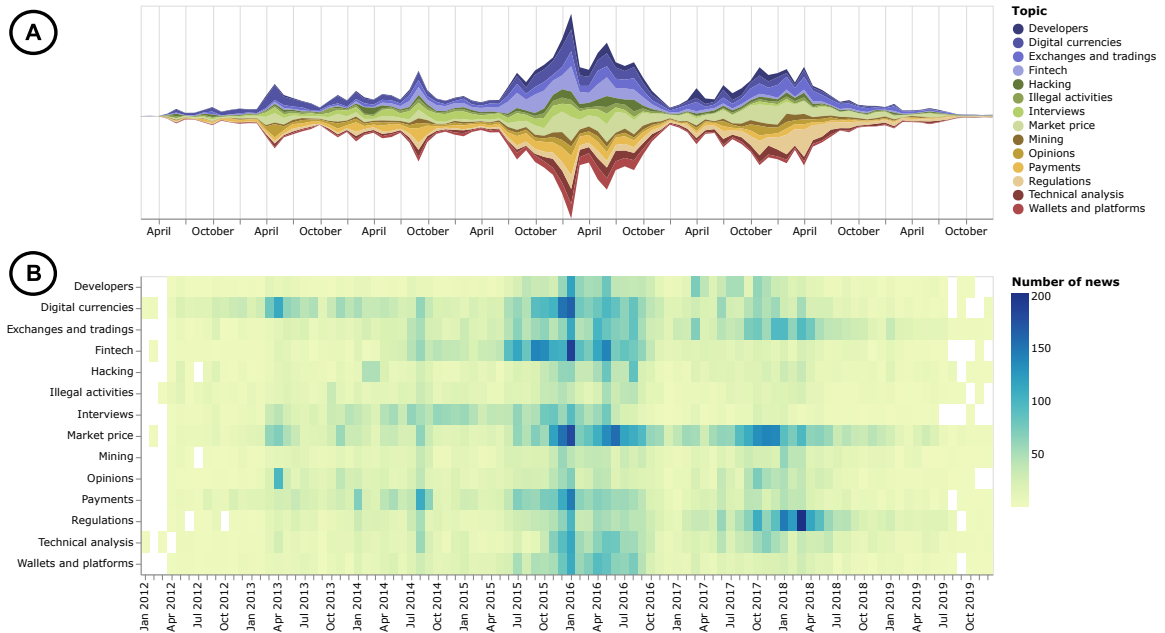 A
Topic
Developers
Digital currencies
Exchanges and tradings
Fintech
Hacking
Illegal activities
Interviews
Market price
Mining
Opinions
Payments
Regulations
Technical analysis
Wallets and platforms
April October April October April October April October April October April October April October April October
B
Developers
Digital currencies
Exchanges and tradings
Fintech
Hacking
Illegal activities
Interviews
Market price
Mining
Opinions
Payments
Regulations
Technical analysis
Wallets and platforms
Jan 2012
Apr 2012
Jul 2012
Oct 2012
Jan 2013
Apr 2013
Jul 2013
Oct 2013
Jan 2014
Apr 2014
Jul 2014
Oct 2014
Jan 2015
Apr 2015
Jul 2015
Oct 2015
Jan 2016
Apr 2016
Jul 2016
Oct 2016
Jan 2017
Apr 2017
Jul 2017
Oct 2017
Jan 2018
Apr 2018
Jul 2018
Oct 2018
Jan 2019
Apr 2019
Jul 2019
Oct 2019
Number of news
200
150
100
50